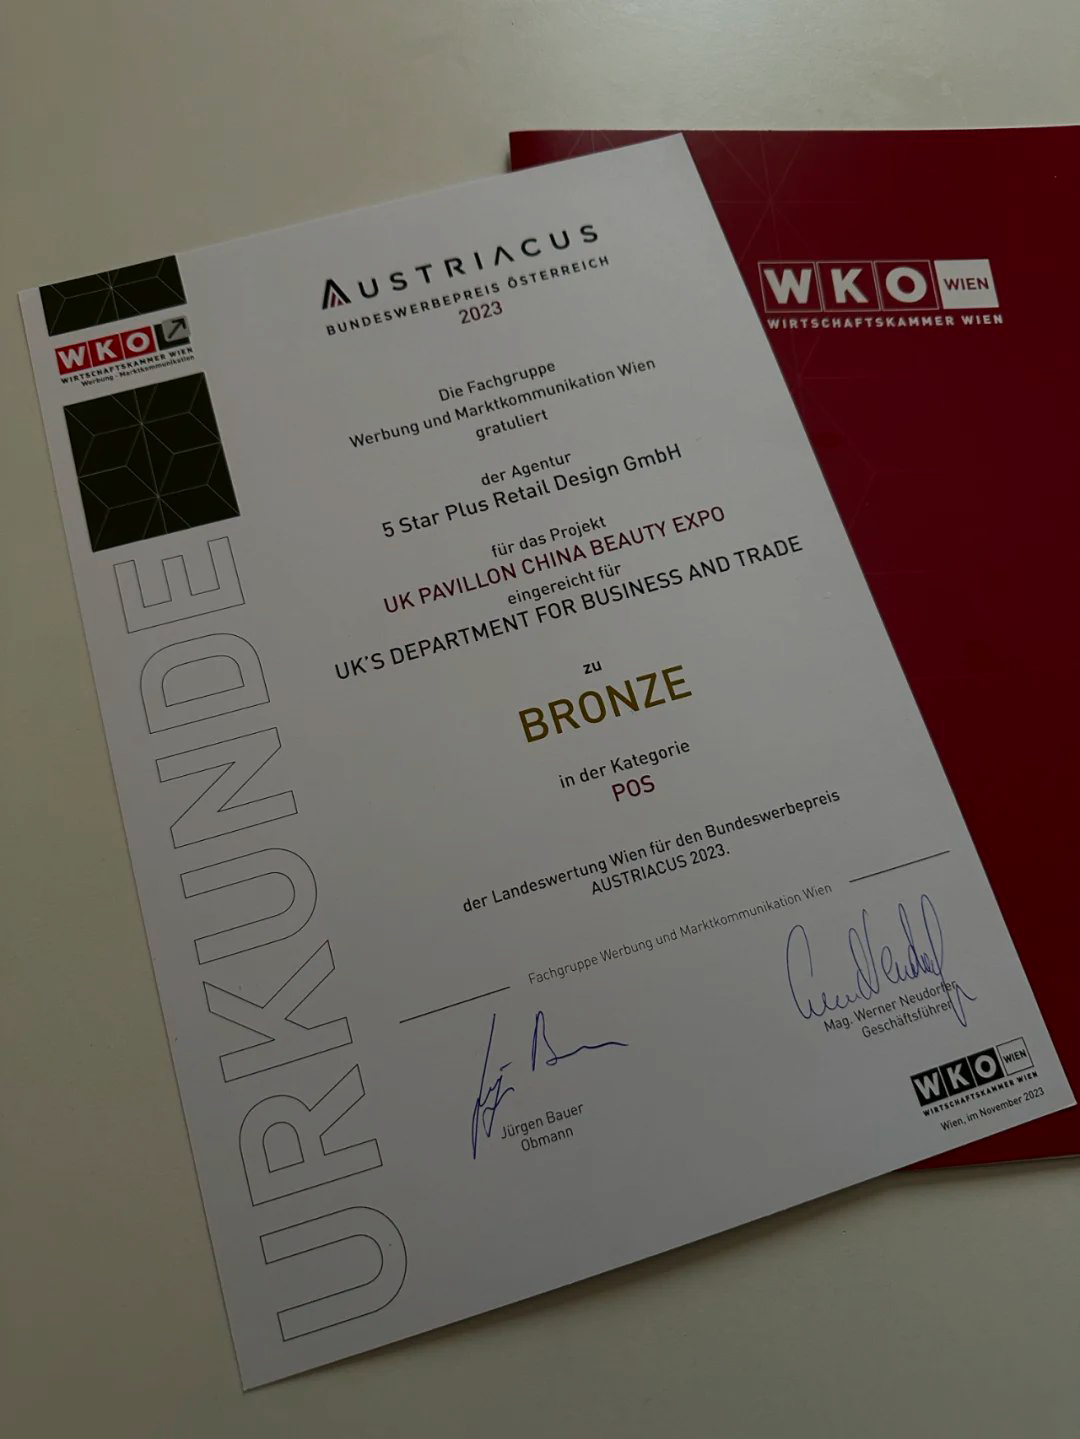 AUSTRIACUS
BUNDESWERBEPREIS ÖSTERREICH
2023
WKO
WIRTSCHAFTSKAMMER WIEN
Werbung - Marktkommunikation
URKUNDE
Die Fachgruppe
Werbung und Marktkommunikation Wien
gratuliert
der Agentur
5 Star Plus Retail Design GmbH
für das Projekt
UK PAVILLON CHINA BEAUTY EXPO
eingereicht für
UK'S DEPARTMENT FOR BUSINESS AND TRADE
zu
BRONZE
in der Kategorie
POS
der Landeswertung Wien für den Bundeswerbepreis
AUSTRIACUS 2023.
Fachgruppe Werbung und Marktkommunikation Wien
Jürgen Bauer
Obmann
Mag. Werner Neudorfer
Geschäftsführer
WKO WIEN
WIRTSCHAFTSKAMMER WIEN
Wien, im November 2023
WKO WIEN
WIRTSCHAFTSKAMMER WIEN